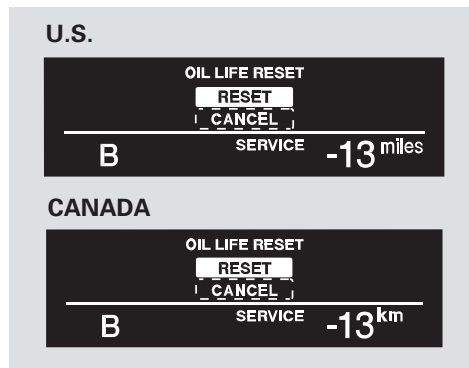 U.S.
OIL LIFE RESET
RESET
CANCEL
B SERVICE -13 miles
CANADA
OIL LIFE RESET
RESET
CANCEL
B SERVICE -13 km